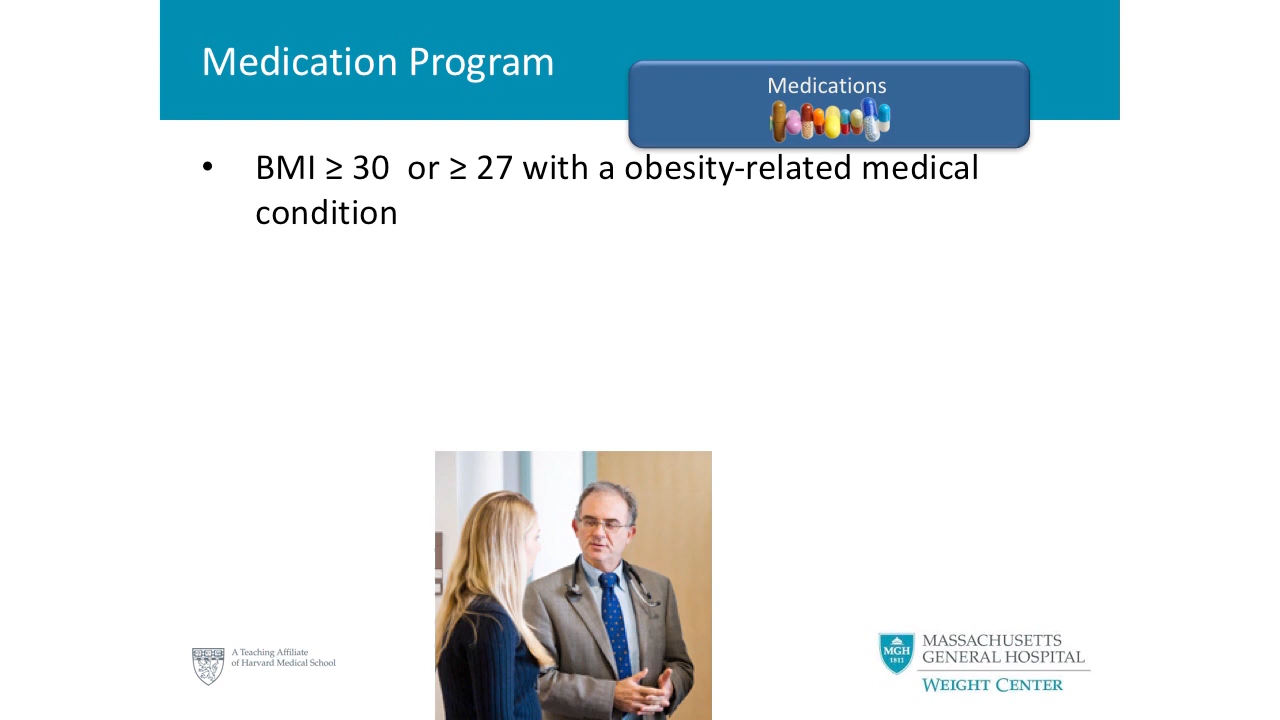 Medication Program
Medications
• BMI ≥ 30  or ≥ 27 with a obesity-related medical
condition
A Teaching Affiliate
of Harvard Medical School
MGH
1811
MASSACHUSETTS
GENERAL HOSPITAL
WEIGHT CENTER